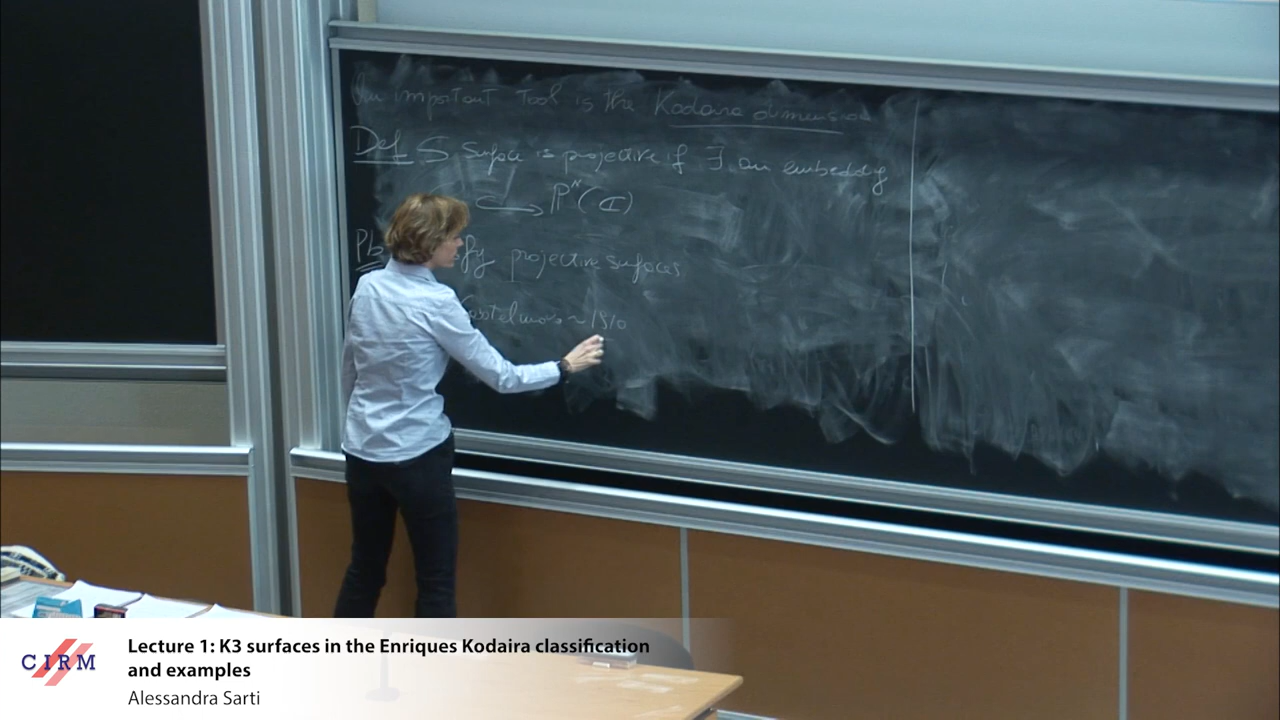 An important tool is the Kodaira dimension
Def S surface is projective if ∃ an embedding
↪ ℙᴺ(ℂ)
Pb projective surfaces
Castelnuovo ~ 1910
CIRM
Lecture 1: K3 surfaces in the Enriques Kodaira classification
and examples
Alessandra Sarti